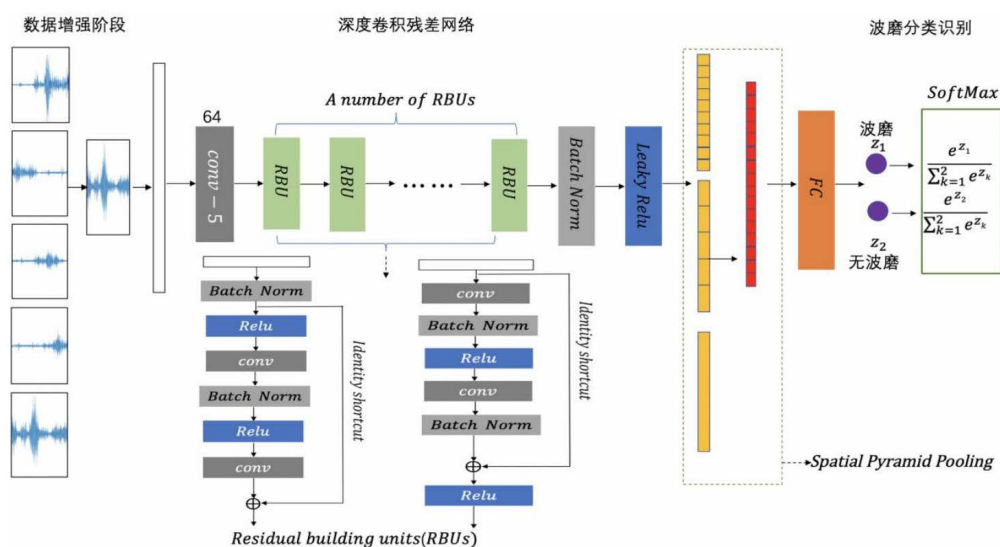 数据增强阶段
深度卷积残差网络
波磨分类识别
A number of RBUs
64
conv − 5
RBU
RBU
......
RBU
Batch Norm
Leaky Relu
FC
波磨
z₁
z₂
无波磨
SoftMax
e^{z₁}
∑²ₖ₌₁ e^{zₖ}
e^{z₂}
∑²ₖ₌₁ e^{zₖ}
Batch Norm
Relu
conv
Batch Norm
Relu
conv
Identity shortcut
conv
Batch Norm
Relu
conv
Batch Norm
Relu
Identity shortcut
Residual building units(RBUs)
Spatial Pyramid Pooling